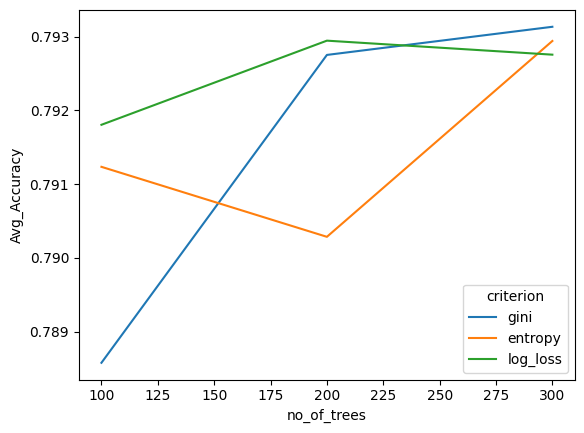 0.793
0.792
0.791
0.790
0.789
Avg_Accuracy
100 125 150 175 200 225 250 275 300
no_of_trees
criterion
gini
entropy
log_loss